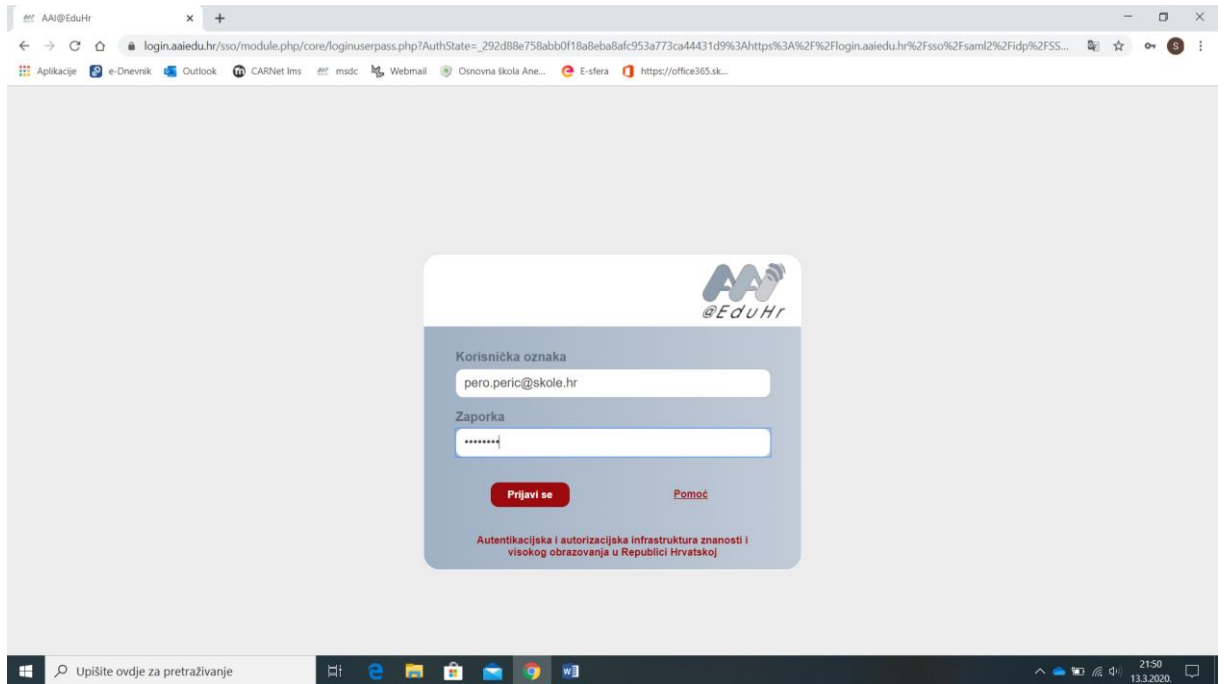 AAI@EduHr
login.aaiedu.hr/sso/module.php/core/loginuserpass.php?AuthState=_292d88e758abb0f18a8eba8afc953a773ca44431d9%3Ahttps%3A%2F%2Flogin.aaiedu.hr%2Fsso%2Fsaml2%2Fidp%2FSS...
S
Aplikacije e-Dnevnik Outlook CARNet lms msdc Webmail Osnovna škola Ane... E-sfera https://office365.sk...
AAI
@EduHr
Korisnička oznaka
pero.peric@skole.hr
Zaporka
••••••••
Prijavi se Pomoć
Autentikacijska i autorizacijska infrastruktura znanosti i
visokog obrazovanja u Republici Hrvatskoj
Upišite ovdje za pretraživanje
21:50
13.3.2020.